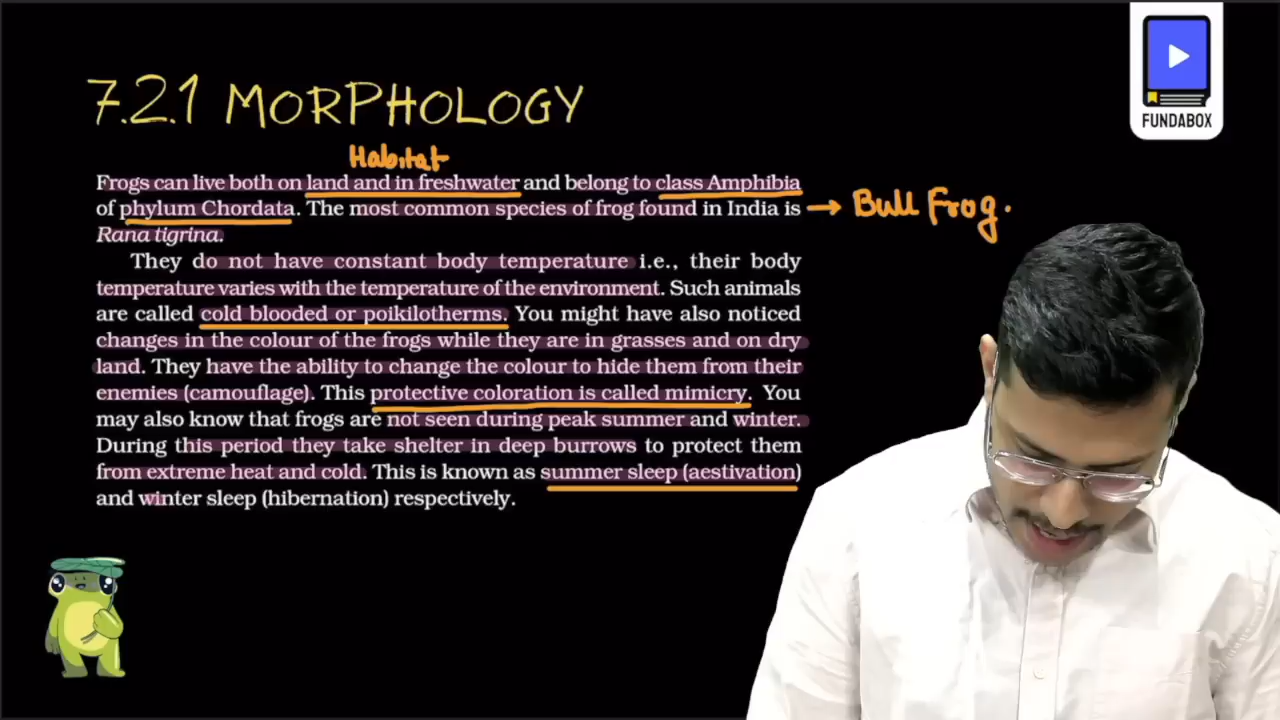 FUNDABOX
7.2.1 MORPHOLOGY
Habitat
Frogs can live both on land and in freshwater and belong to class Amphibia
of phylum Chordata. The most common species of frog found in India is → Bull Frog.
Rana tigrina.
They do not have constant body temperature i.e., their body
temperature varies with the temperature of the environment. Such animals
are called cold blooded or poikilotherms. You might have also noticed
changes in the colour of the frogs while they are in grasses and on dry
land. They have the ability to change the colour to hide them from their
enemies (camouflage). This protective coloration is called mimicry. You
may also know that frogs are not seen during peak summer and winter.
During this period they take shelter in deep burrows to protect them
from extreme heat and cold. This is known as summer sleep (aestivation)
and winter sleep (hibernation) respectively.